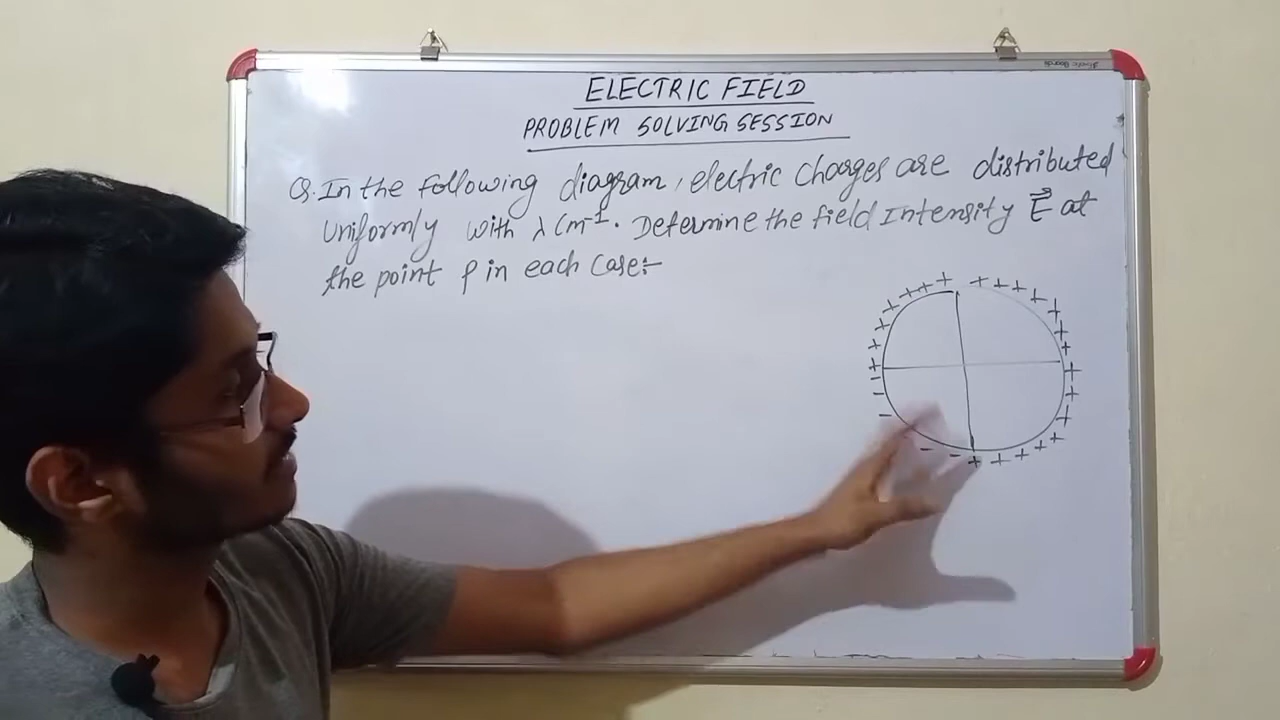 ELECTRIC FIELD
PROBLEM SOLVING SESSION
Q. In the following diagram, electric charges are distributed
Uniformly with λ Cm⁻¹. Determine the field Intensity E⃗ at
the point P in each Case:-
+ + + + + + + + + + + + + + + + + + + + + + + + - - - - -